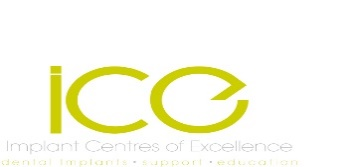 ice
Implant Centres of Excellence
dental implants • support • education